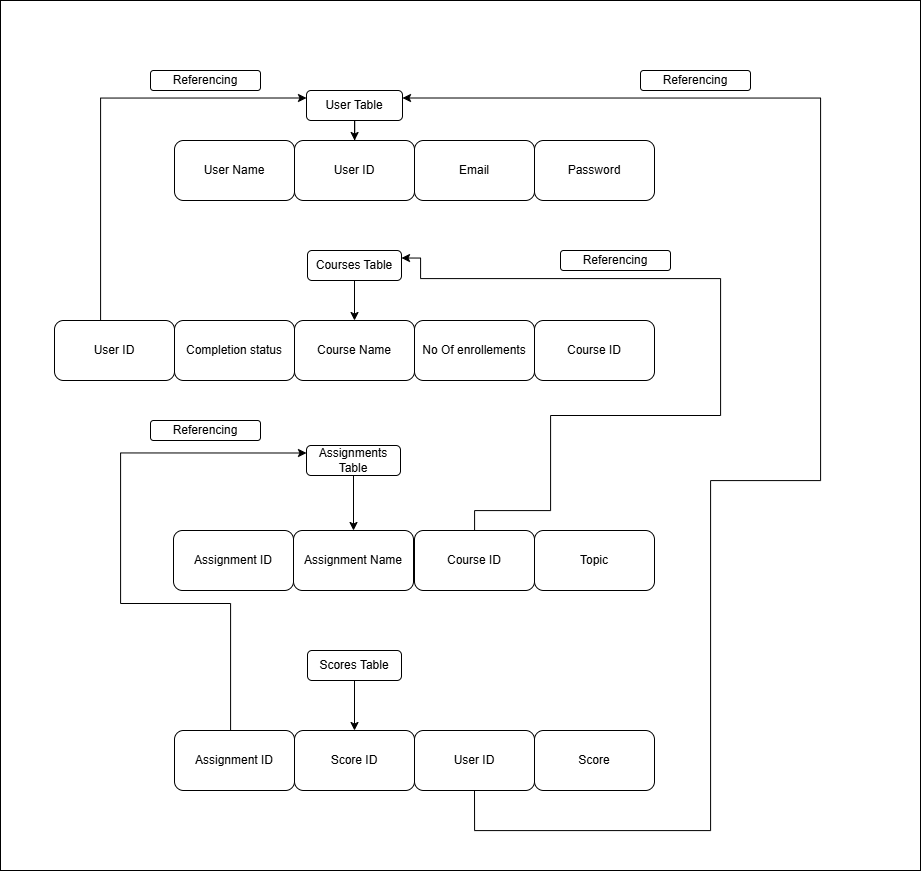 Referencing
Referencing
User Table
User Name
User ID
Email
Password
Courses Table
Referencing
User ID
Completion status
Course Name
No Of enrollements
Course ID
Referencing
Assignments
Table
Assignment ID
Assignment Name
Course ID
Topic
Scores Table
Assignment ID
Score ID
User ID
Score